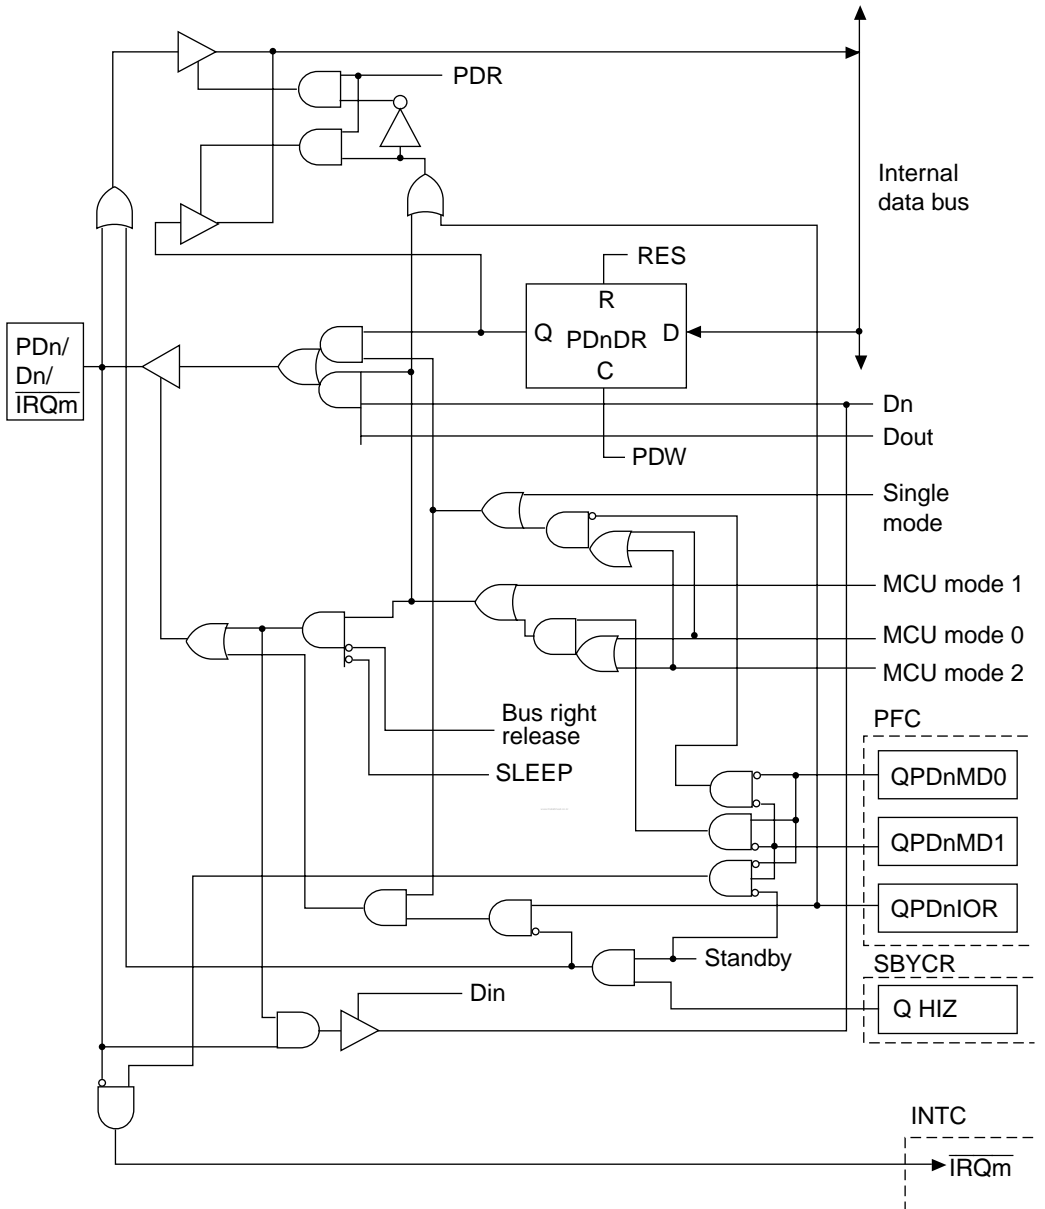 PDR
Internal
data bus
RES
R
Q
PDnDR
D
C
PDn/
Dn/
IRQm
Dn
Dout
PDW
Single
mode
MCU mode 1
MCU mode 0
MCU mode 2
Bus right
release
SLEEP
PFC
QPDnMD0
QPDnMD1
QPDnIOR
Standby
SBYCR
Q HIZ
Din
INTC
IRQm